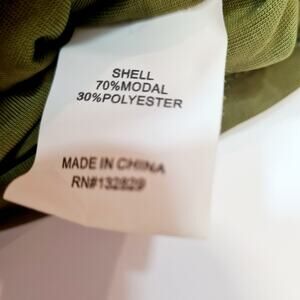 SHELL
70%MODAL
30%POLYESTER
MADE IN CHINA
RN#132829